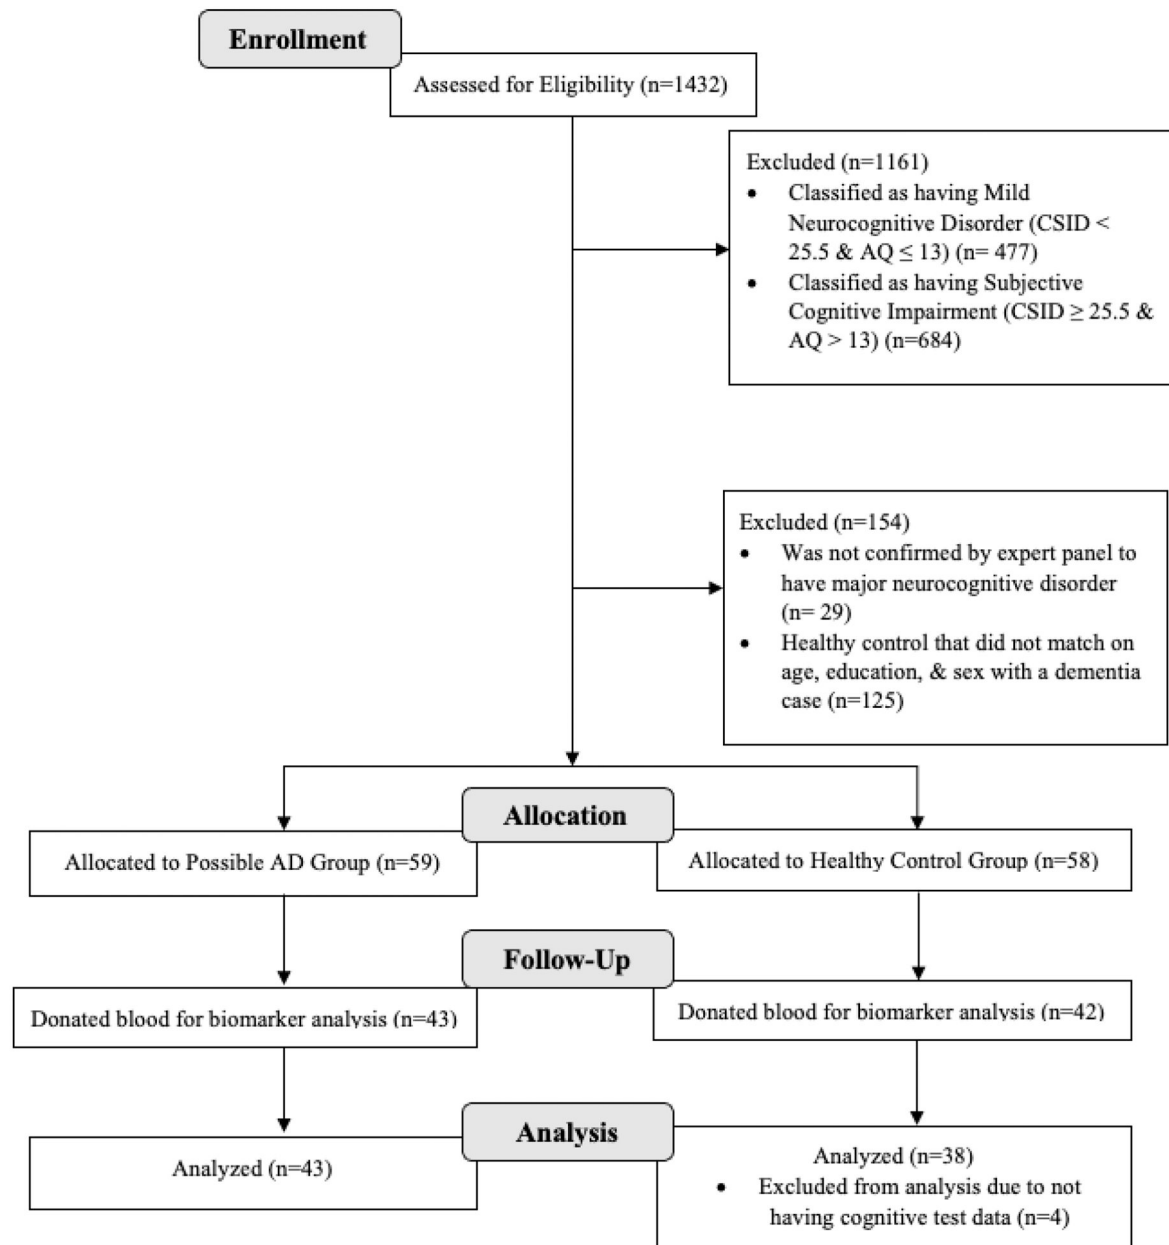 Enrollment
Assessed for Eligibility (n=1432)
Excluded (n=1161)
• Classified as having Mild
Neurocognitive Disorder (CSID <
25.5 & AQ ≤ 13) (n= 477)
• Classified as having Subjective
Cognitive Impairment (CSID ≥ 25.5 &
AQ > 13) (n=684)
Excluded (n=154)
• Was not confirmed by expert panel to
have major neurocognitive disorder
(n= 29)
• Healthy control that did not match on
age, education, & sex with a dementia
case (n=125)
Allocation
Allocated to Possible AD Group (n=59)
Allocated to Healthy Control Group (n=58)
Follow-Up
Donated blood for biomarker analysis (n=43)
Donated blood for biomarker analysis (n=42)
Analysis
Analyzed (n=43)
Analyzed (n=38)
• Excluded from analysis due to not
having cognitive test data (n=4)